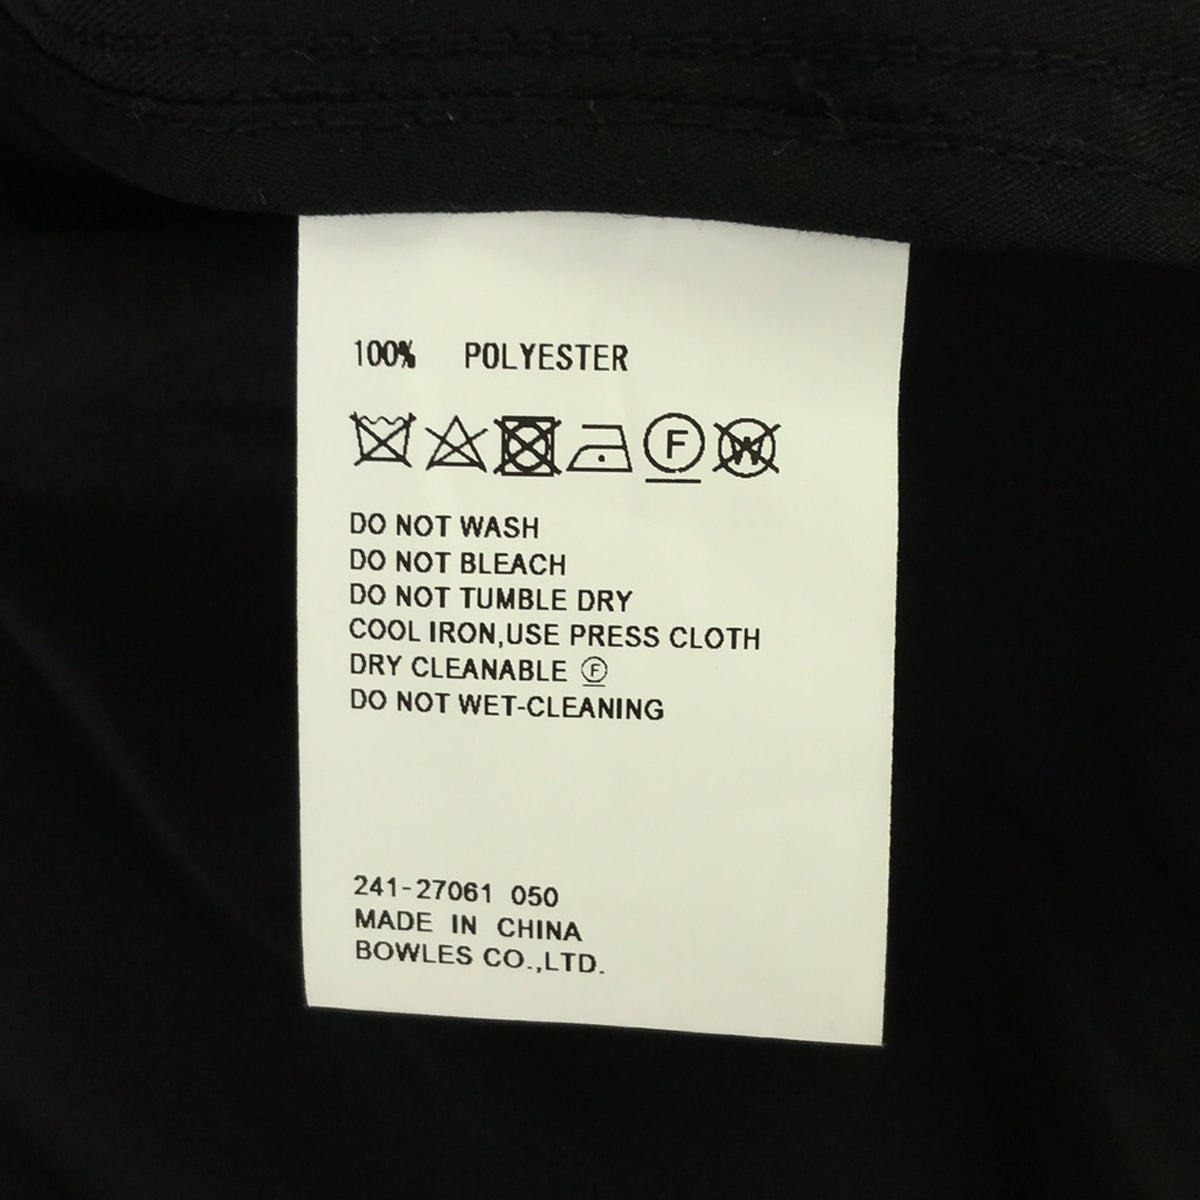 100% POLYESTER
F W
DO NOT WASH
DO NOT BLEACH
DO NOT TUMBLE DRY
COOL IRON,USE PRESS CLOTH
DRY CLEANABLE Ⓕ
DO NOT WET-CLEANING
241-27061 050
MADE IN CHINA
BOWLES CO.,LTD.